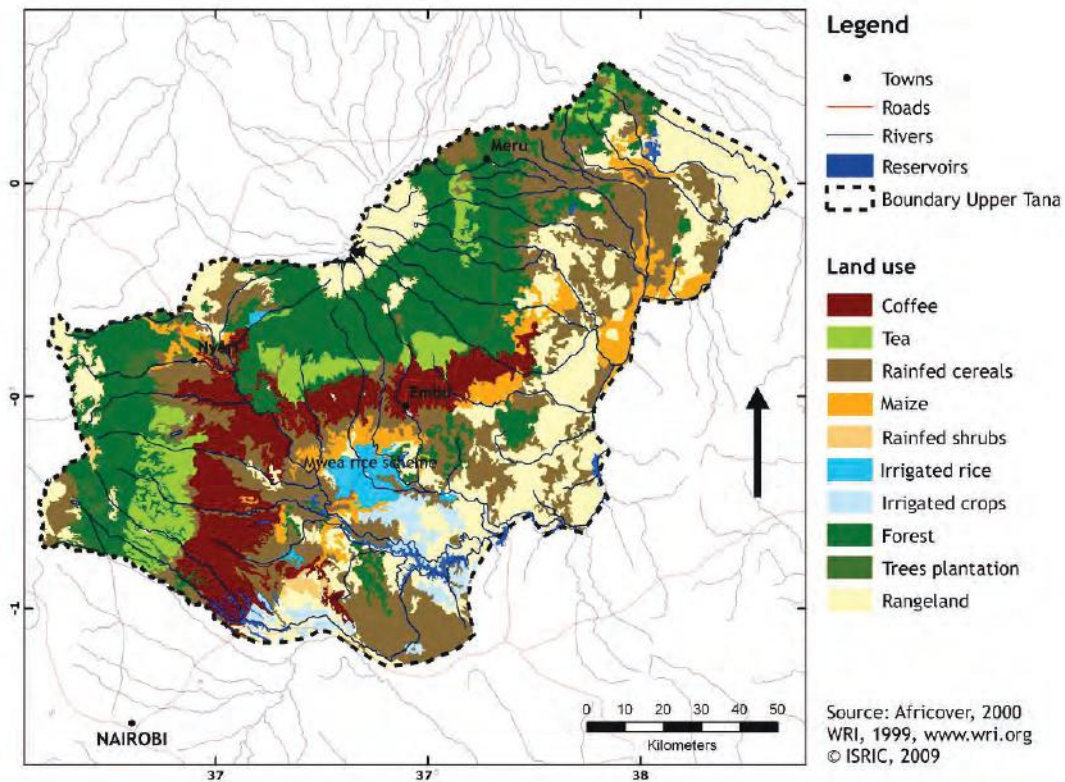 Legend
Towns
Roads
Rivers
Reservoirs
Boundary Upper Tana
Land use
Coffee
Tea
Rainfed cereals
Maize
Rainfed shrubs
Irrigated rice
Irrigated crops
Forest
Trees plantation
Rangeland
Source: Africover, 2000
WRI, 1999, www.wri.org
© ISRIC, 2009
Meru
Embu
Mwea rice scheme
NAIROBI
0
-0
-1
37
37
38
0 10 20 30 40 50
Kilometers